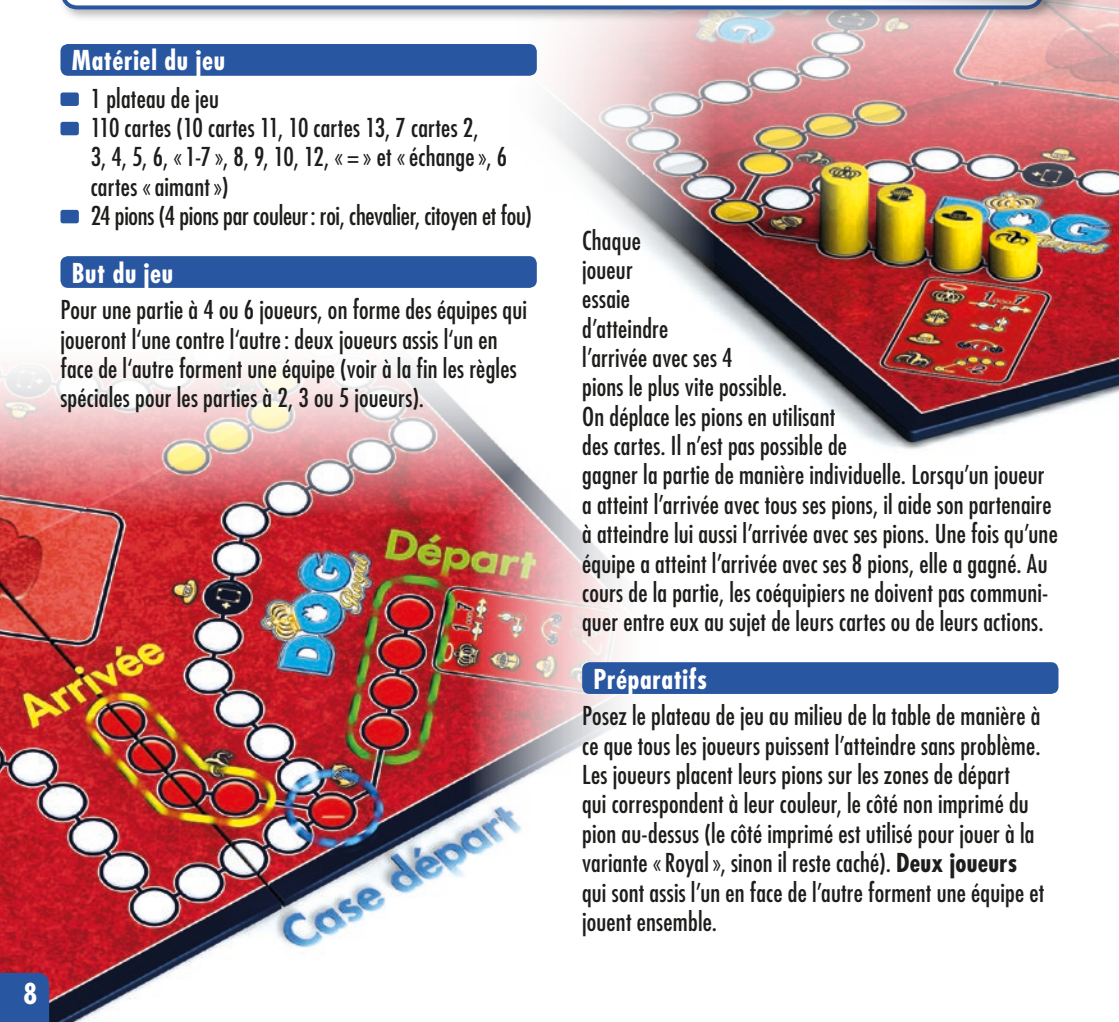 Matériel du jeu
1 plateau de jeu
110 cartes (10 cartes 11, 10 cartes 13, 7 cartes 2,
3, 4, 5, 6, « 1-7 », 8, 9, 10, 12, « = » et « échange », 6
cartes « aimant »)
24 pions (4 pions par couleur : roi, chevalier, citoyen et fou)
But du jeu
Pour une partie à 4 ou 6 joueurs, on forme des équipes qui
joueront l‘une contre l‘autre : deux joueurs assis l‘un en
face de l‘autre forment une équipe (voir à la fin les règles
spéciales pour les parties à 2, 3 ou 5 joueurs).
DOG
Royal
Départ
1...7
Arrivée
Case départ
8
DOG
1...7
2
Chaque
joueur
essaie
d’atteindre
l’arrivée avec ses 4
pions le plus vite possible.
On déplace les pions en utilisant
des cartes. Il n’est pas possible de
gagner la partie de manière individuelle. Lorsqu’un joueur
a atteint l’arrivée avec tous ses pions, il aide son partenaire
à atteindre lui aussi l’arrivée avec ses pions. Une fois qu’une
équipe a atteint l’arrivée avec ses 8 pions, elle a gagné. Au
cours de la partie, les coéquipiers ne doivent pas communi-
quer entre eux au sujet de leurs cartes ou de leurs actions.
Préparatifs
Posez le plateau de jeu au milieu de la table de manière à
ce que tous les joueurs puissent l’atteindre sans problème.
Les joueurs placent leurs pions sur les zones de départ
qui correspondent à leur couleur, le côté non imprimé du
pion au-dessus (le côté imprimé est utilisé pour jouer à la
variante « Royal », sinon il reste caché). Deux joueurs
qui sont assis l’un en face de l’autre forment une équipe et
jouent ensemble.